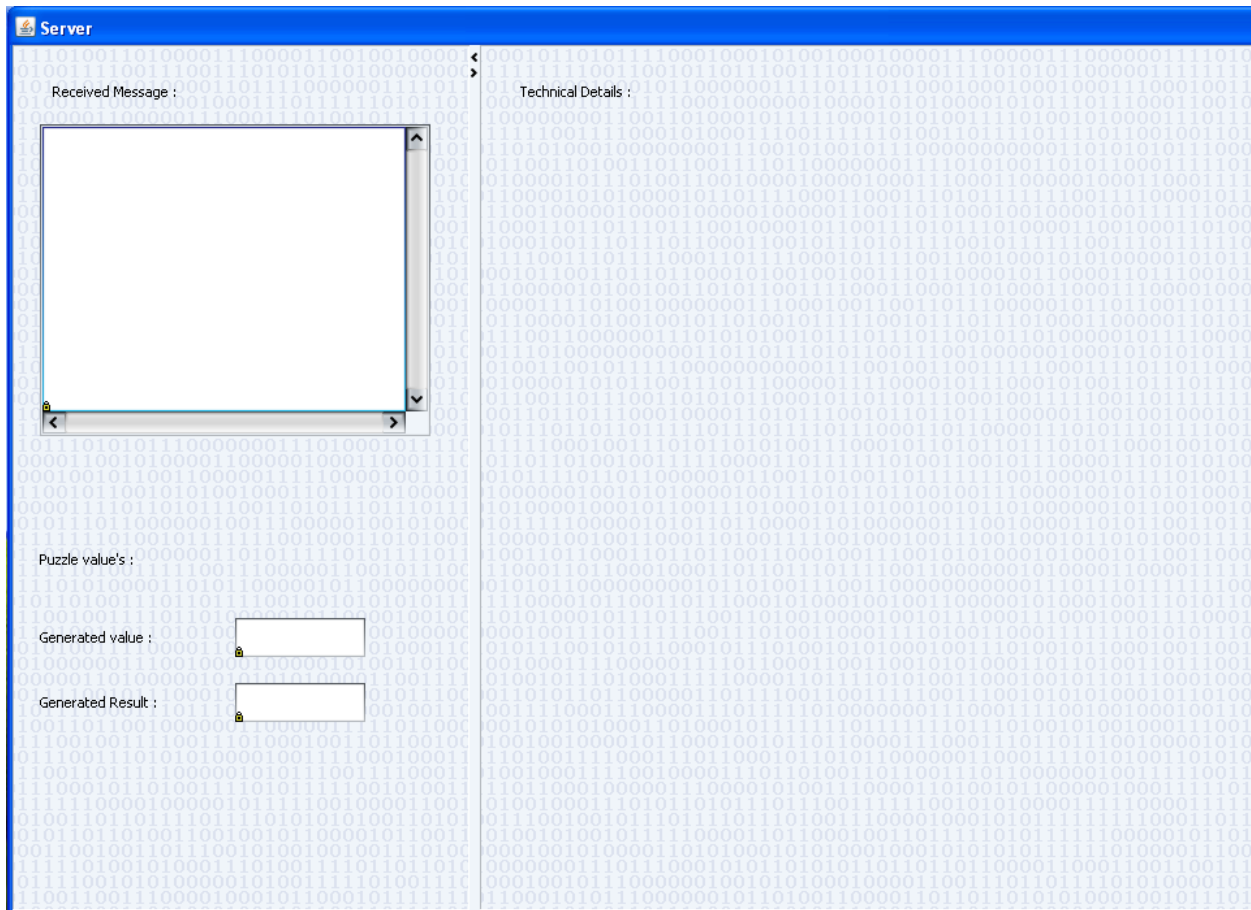 Server
Received Message :
Technical Details :
Puzzle value's :
Generated value :
Generated Result :